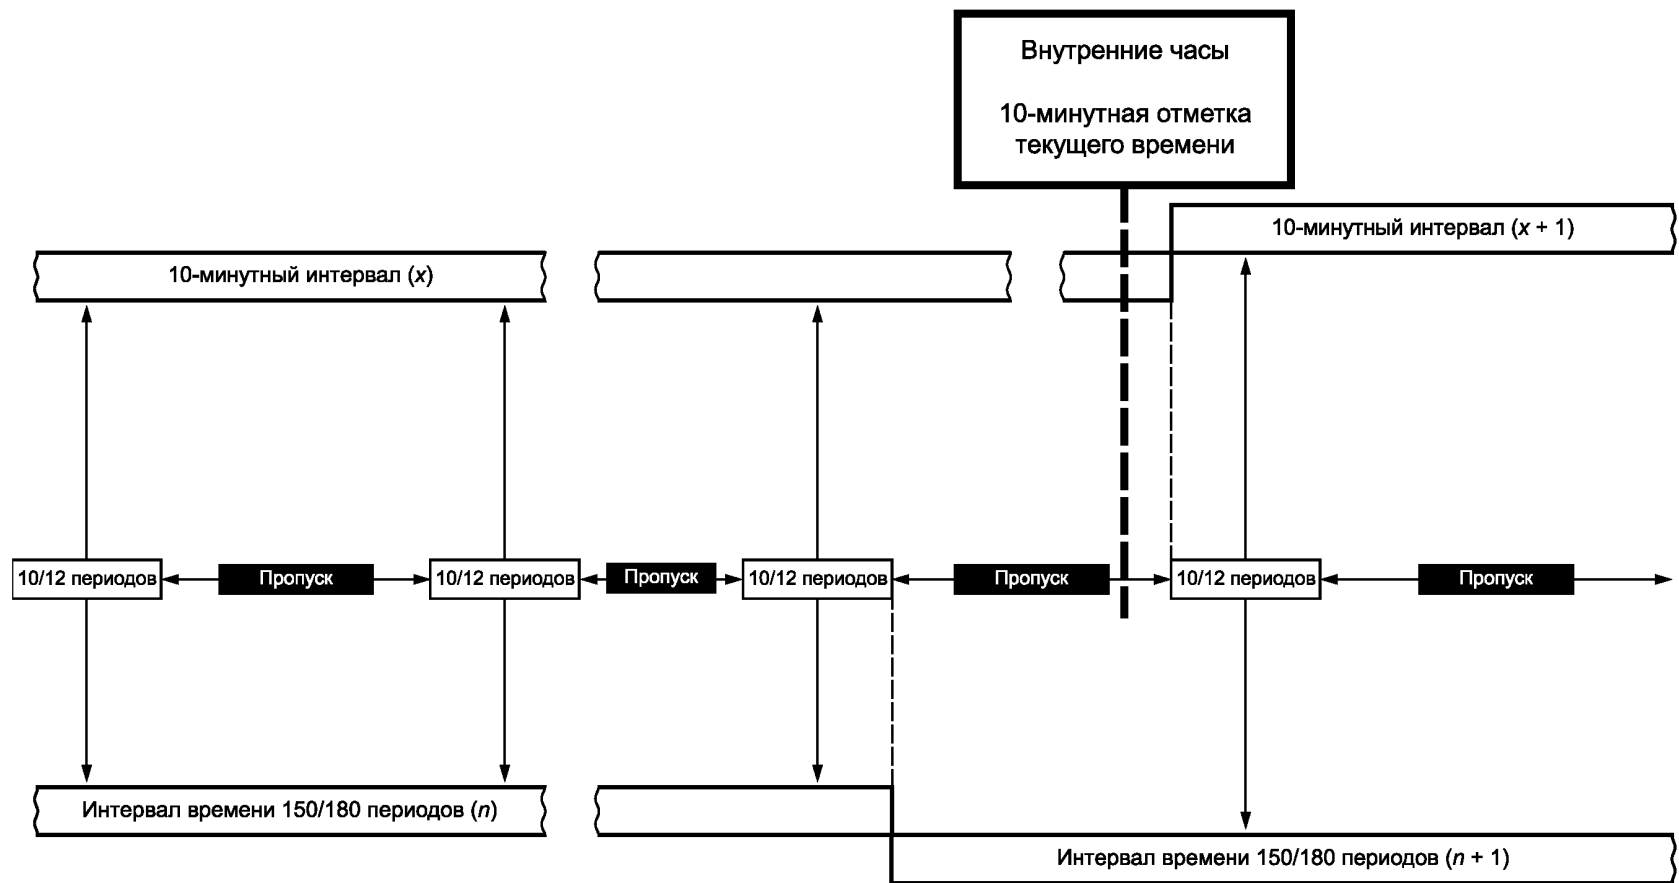 Внутренние часы
10-минутная отметка
текущего времени
10-минутный интервал (x + 1)
10-минутный интервал (x)
10/12 периодов
Пропуск
10/12 периодов
Пропуск
10/12 периодов
Пропуск
10/12 периодов
Пропуск
Интервал времени 150/180 периодов (n)
Интервал времени 150/180 периодов (n + 1)